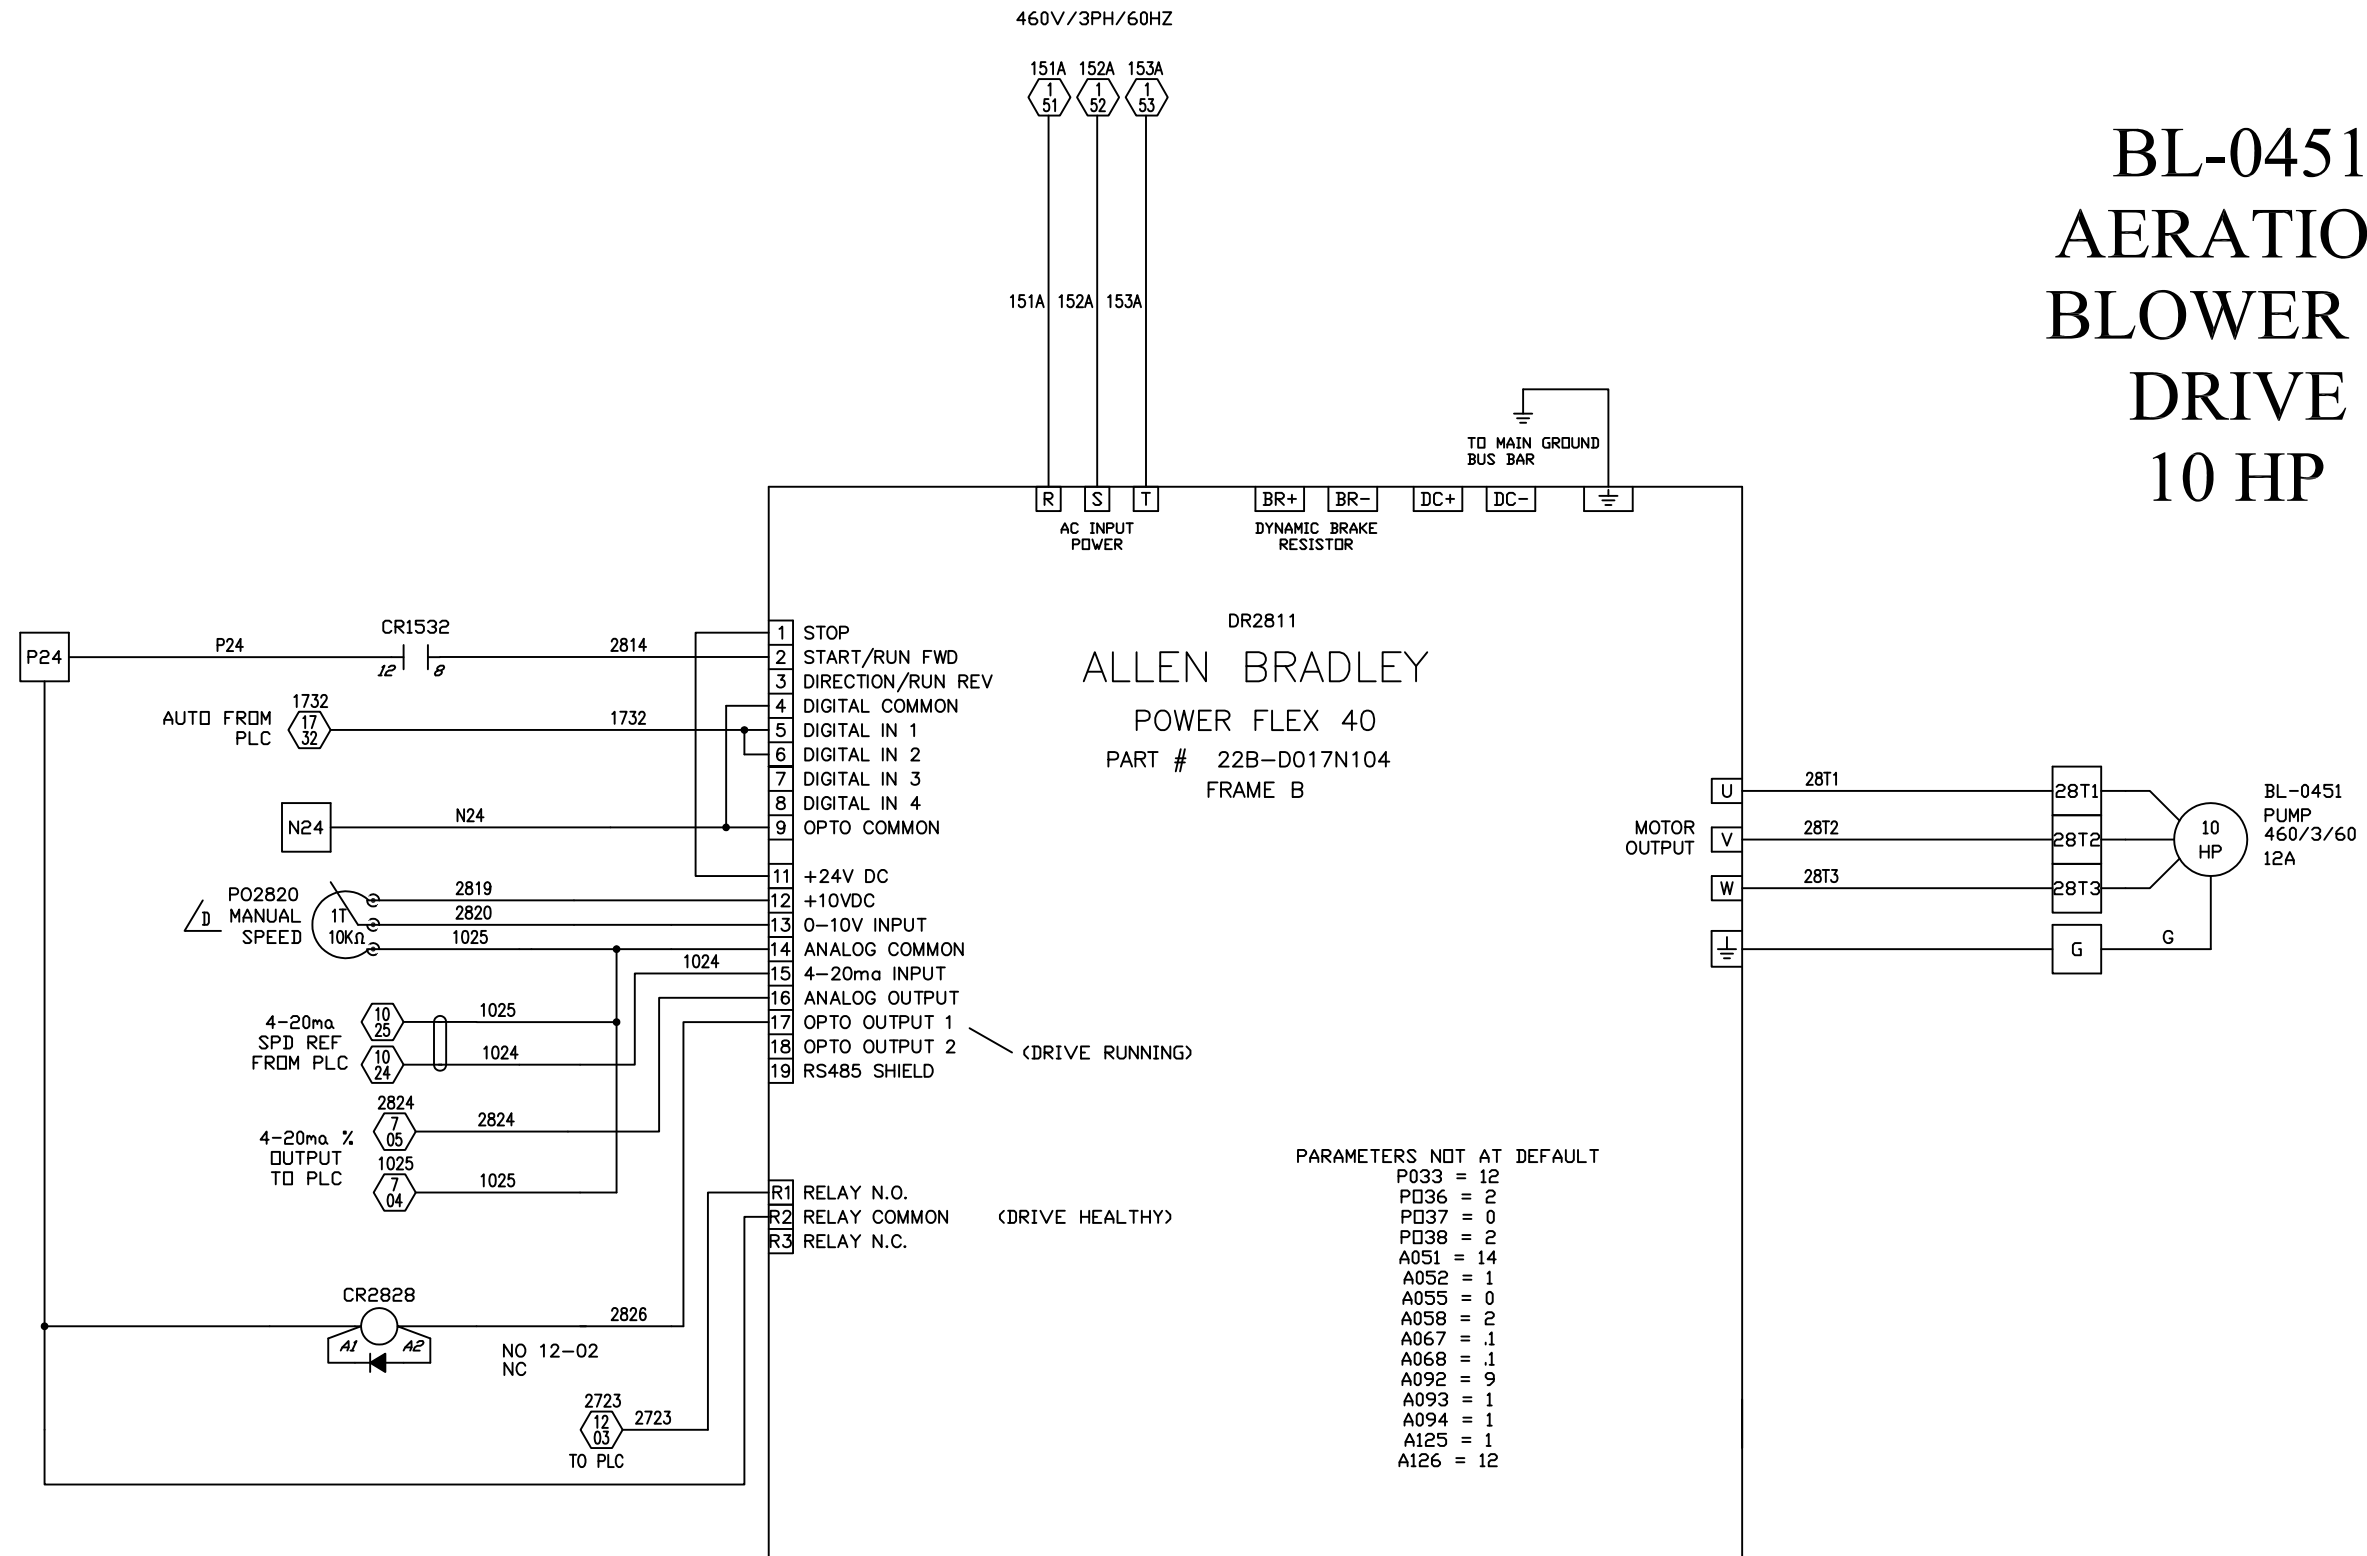 460V/3PH/60HZ
151A 152A 153A
1 51
1 52
1 53
BL-0451
AERATIO
BLOWER
DRIVE
10 HP
151A 152A 153A
TO MAIN GROUND
BUS BAR
R S T BR+ BR- DC+ DC-
AC INPUT
POWER
DYNAMIC BRAKE
RESISTOR
DR2811
ALLEN BRADLEY
POWER FLEX 40
PART # 22B-D017N104
FRAME B
P24
P24
CR1532
12 8
2814
1 STOP
2 START/RUN FWD
3 DIRECTION/RUN REV
4 DIGITAL COMMON
5 DIGITAL IN 1
6 DIGITAL IN 2
7 DIGITAL IN 3
8 DIGITAL IN 4
9 OPTO COMMON
11 +24V DC
12 +10VDC
13 0-10V INPUT
14 ANALOG COMMON
15 4-20ma INPUT
16 ANALOG OUTPUT
17 OPTO OUTPUT 1
18 OPTO OUTPUT 2
19 RS485 SHIELD
(DRIVE RUNNING)
AUTO FROM
PLC
1732
17
32
1732
N24
N24
D
PO2820
MANUAL
SPEED
1T
10KΩ
2819
2820
1025
1024
4-20ma
SPD REF
FROM PLC
10
25
1025
10
24
1024
4-20ma %
OUTPUT
TO PLC
2824
7
05
2824
1025
7
04
1025
R1 RELAY N.O.
R2 RELAY COMMON (DRIVE HEALTHY)
R3 RELAY N.C.
CR2828
A1 A2
2826
NO 12-02
NC
2723
12
03
2723
TO PLC
MOTOR
OUTPUT
U 28T1 28T1
V 28T2 28T2
W 28T3 28T3
G G
10
HP
BL-0451
PUMP
460/3/60
12A
PARAMETERS NOT AT DEFAULT
P033 = 12
PO36 = 2
PO37 = 0
PO38 = 2
A051 = 14
A052 = 1
A055 = 0
A058 = 2
A067 = .1
A068 = .1
A092 = 9
A093 = 1
A094 = 1
A125 = 1
A126 = 12